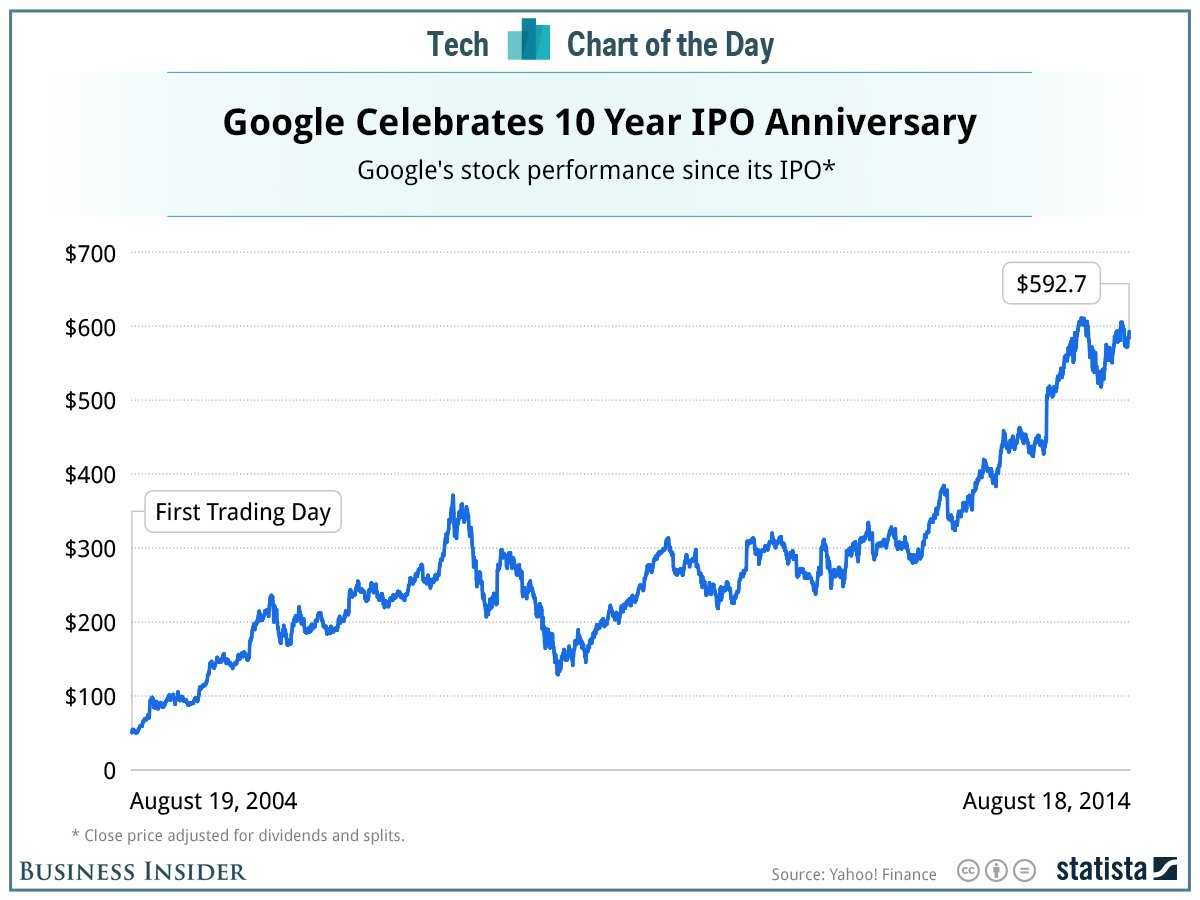 Tech Chart of the Day
Google Celebrates 10 Year IPO Anniversary
Google's stock performance since its IPO*
$700
$592.7
$600
$500
$400
First Trading Day
$300
$200
$100
0
August 19, 2004 August 18, 2014
* Close price adjusted for dividends and splits.
BUSINESS INSIDER
Source: Yahoo! Finance
cc
statista